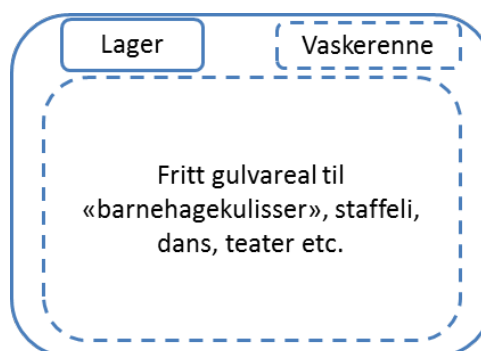 Lager
Vaskerenne
Fritt gulvareal til
«barnehagekulisser», staffeli,
dans, teater etc.